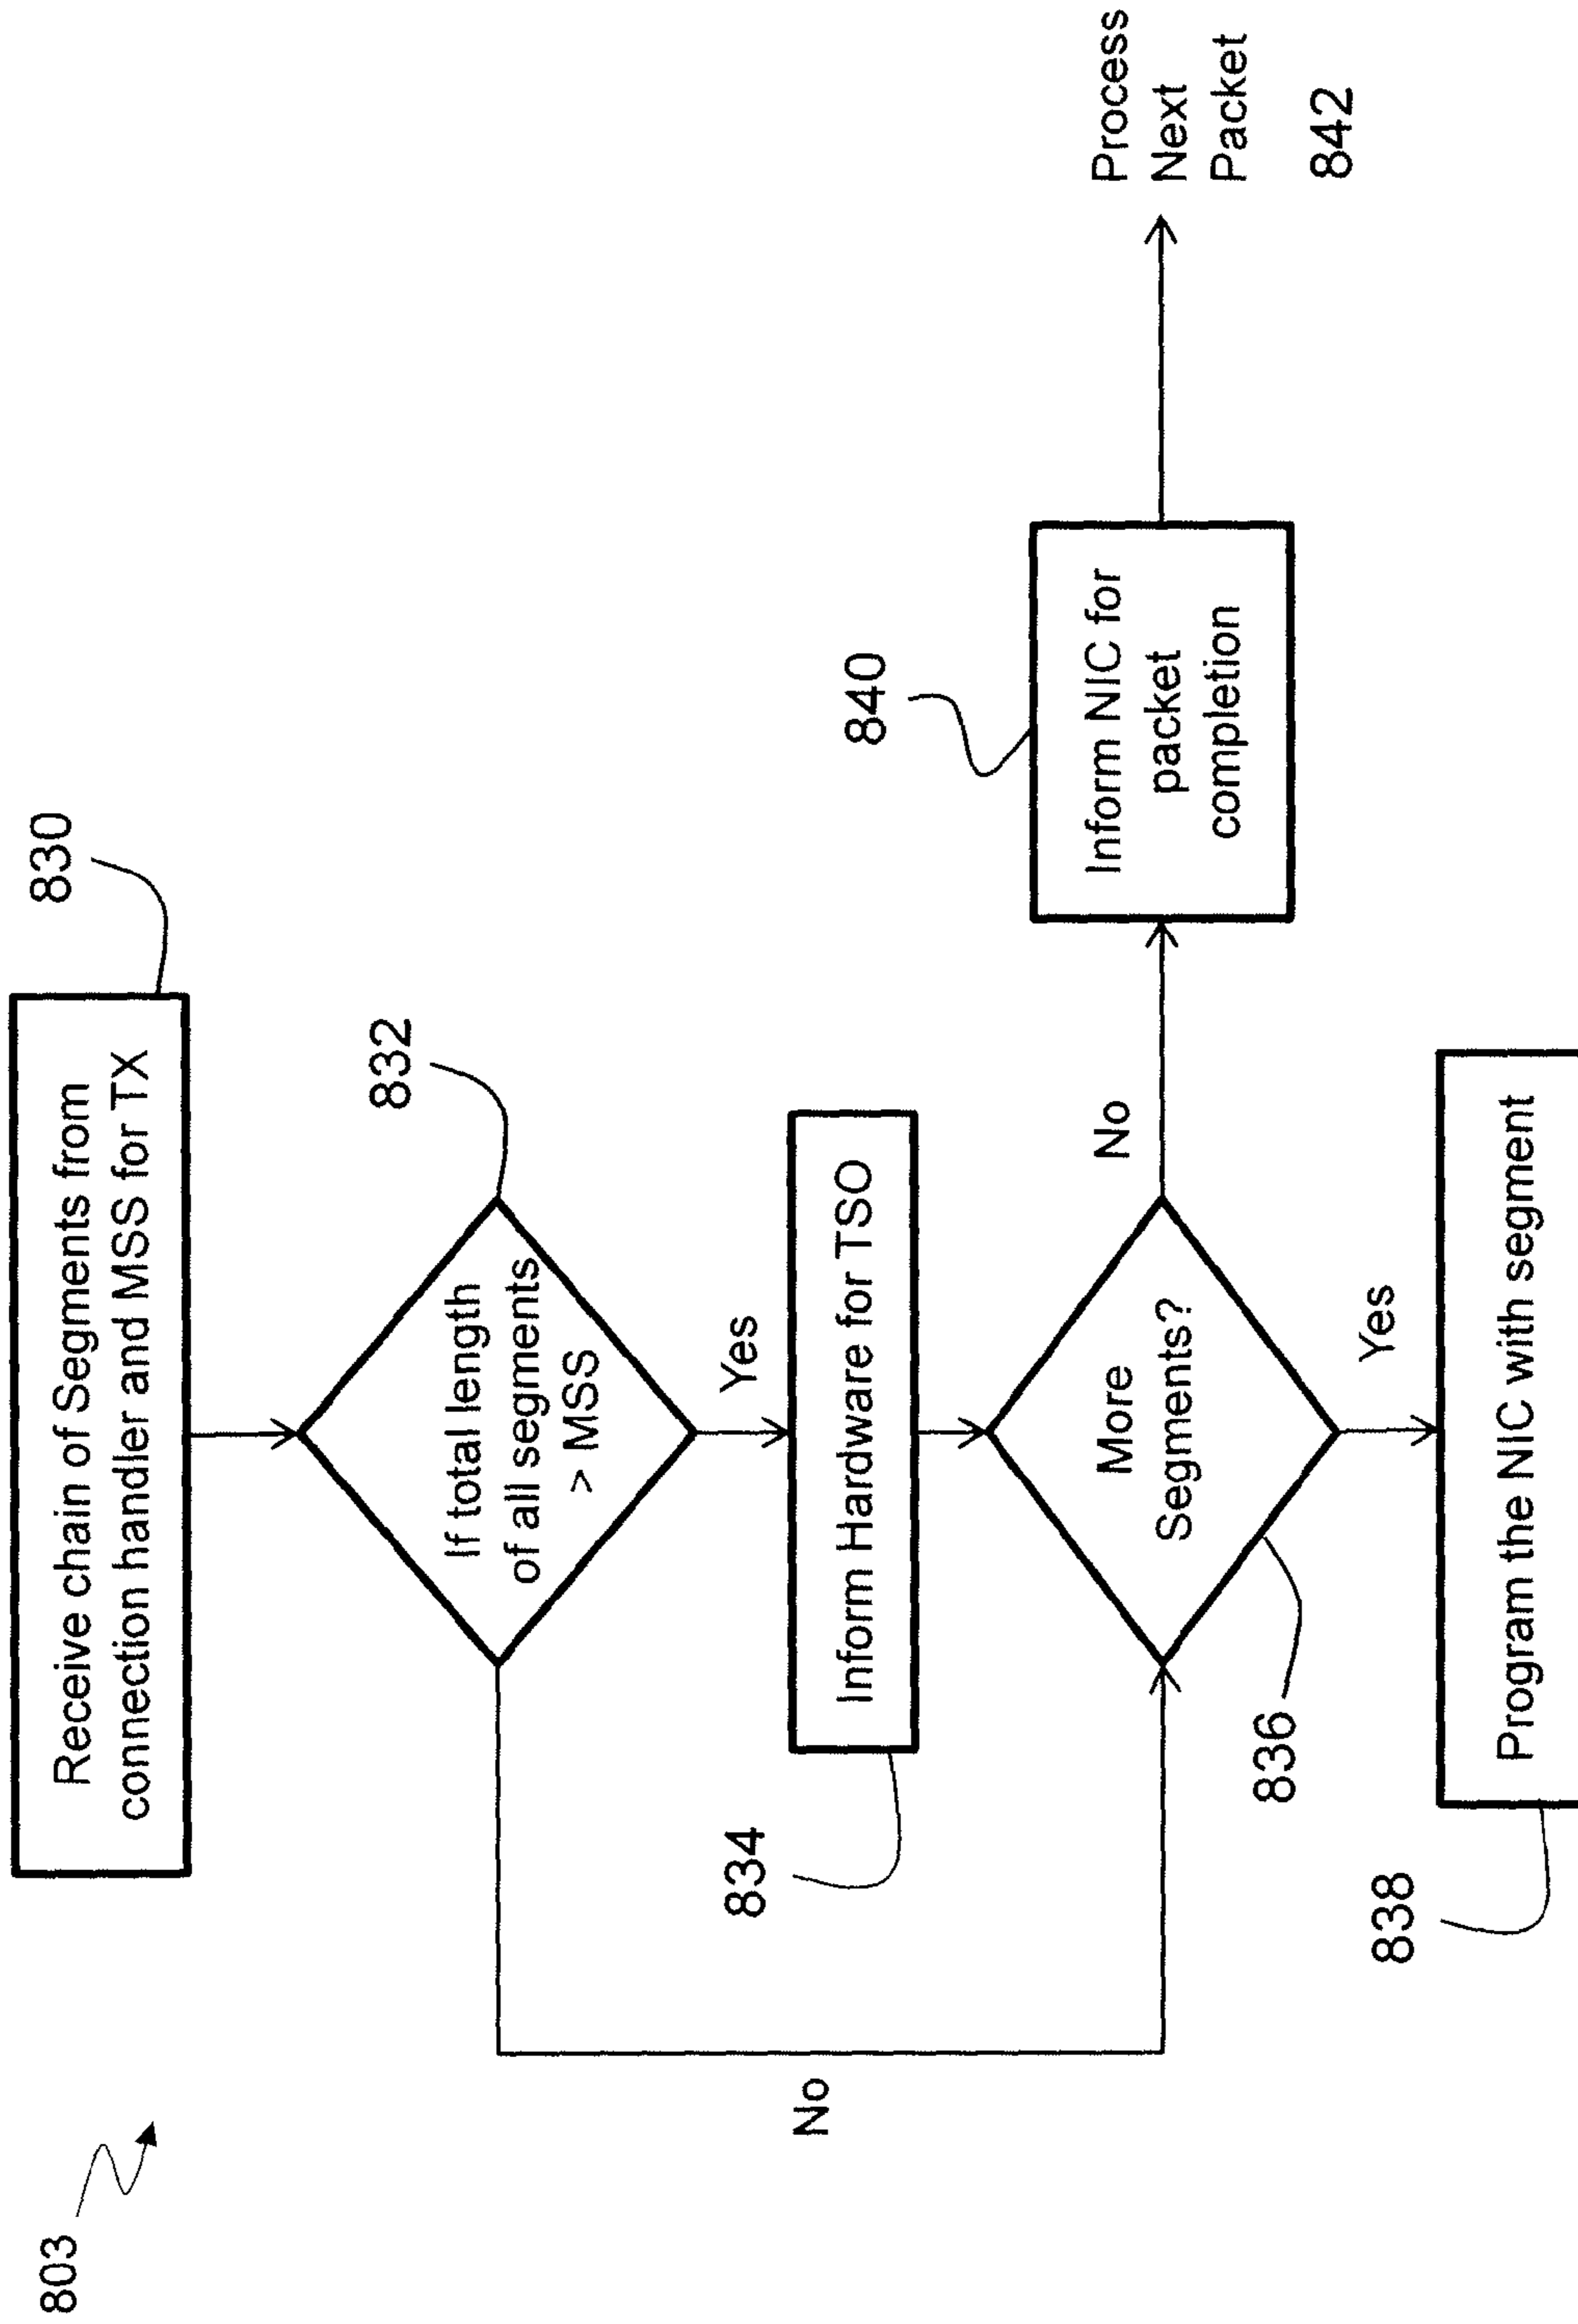 803
830
Receive chain of Segments from
connection handler and MSS for TX
832
If total length
of all segments
> MSS
Yes
No
834
Inform Hardware for TSO
836
More
Segments?
No
Yes
840
Inform NIC for
packet
completion
Process
Next
Packet
842
838
Program the NIC with segment